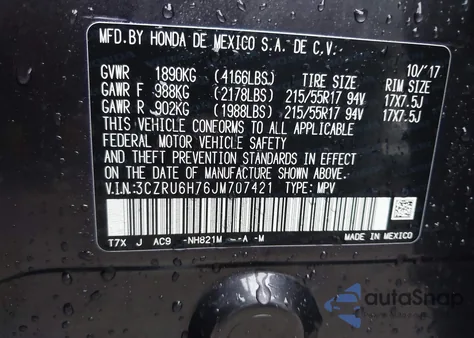 MFD.BY HONDA DE MEXICO S.A. DE C.V.
10/'17
GVWR 1890KG (4166LBS) TIRE SIZE RIM SIZE
GAWR F 988KG (2178LBS) 215/55R17 94V 17X7.5J
GAWR R 902KG (1988LBS) 215/55R17 94V 17X7.5J
THIS VEHICLE CONFORMS TO ALL APPLICABLE
FEDERAL MOTOR VEHICLE SAFETY
AND THEFT PREVENTION STANDARDS IN EFFECT
ON THE DATE OF MANUFACTURE SHOWN ABOVE.
V.I.N:3CZRU6H76JM707421 TYPE: MPV
T7X J AC9 -NH821M --A -M MADE IN MEXICO
autoSnap